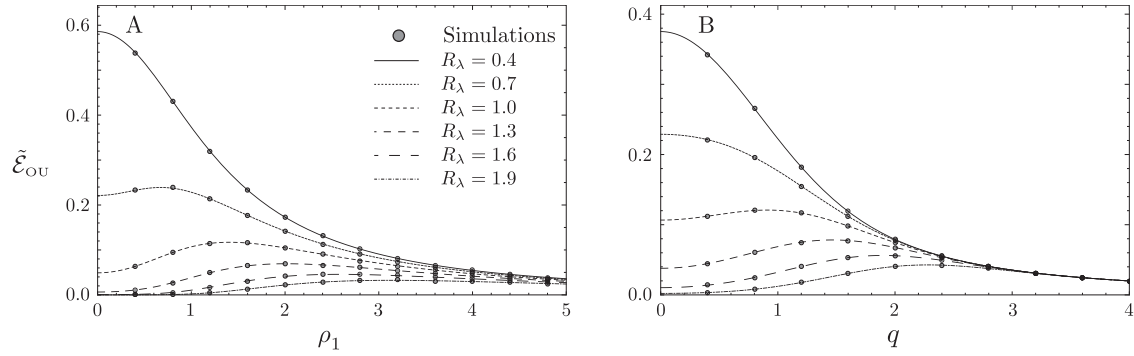 A
Simulations
R_λ = 0.4
R_λ = 0.7
R_λ = 1.0
R_λ = 1.3
R_λ = 1.6
R_λ = 1.9
0.6
0.4
0.2
0.0
0 1 2 3 4 5
ρ₁
Ẽ_OU
B
0.4
0.2
0.0
0 1 2 3 4
q